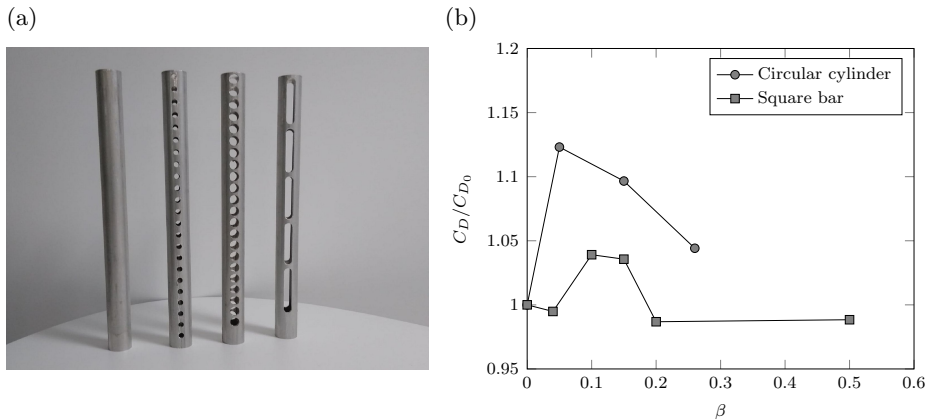 (a)
(b)
1.2
1.15
1.1
1.05
1
0.95
C_D/C_{D_0}
Circular cylinder
Square bar
0 0.1 0.2 0.3 0.4 0.5 0.6
β